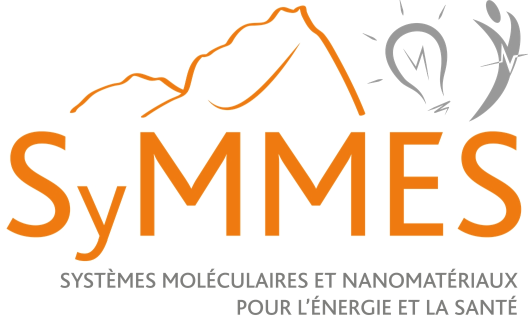 SyMMES
SYSTÈMES MOLÉCULAIRES ET NANOMATÉRIAUX
POUR L'ÉNERGIE ET LA SANTÉ